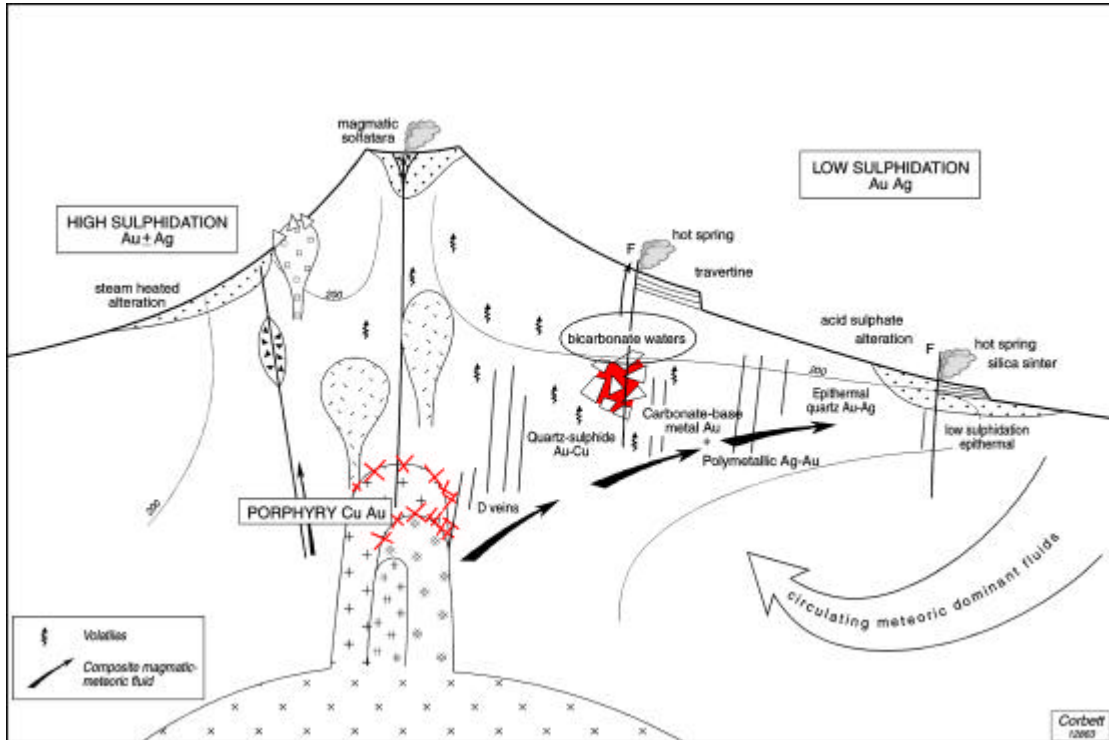 magmatic
solfatara
LOW SULPHIDATION
Au Ag
HIGH SULPHIDATION
Au ± Ag
F
hot spring
travertine
steam heated
alteration
200
bicarbonate waters
acid sulphate
alteration
F
hot spring
silica sinter
200
Epithermal
quartz Au-Ag
Carbonate-base
metal Au
+
Polymetallic Ag-Au
Quartz-sulphide
Au-Cu
low sulphidation
epithermal
200
PORPHYRY Cu Au
D veins
circulating meteoric dominant fluids
Volatiles
Composite magmatic-
meteoric fluid
Corbett